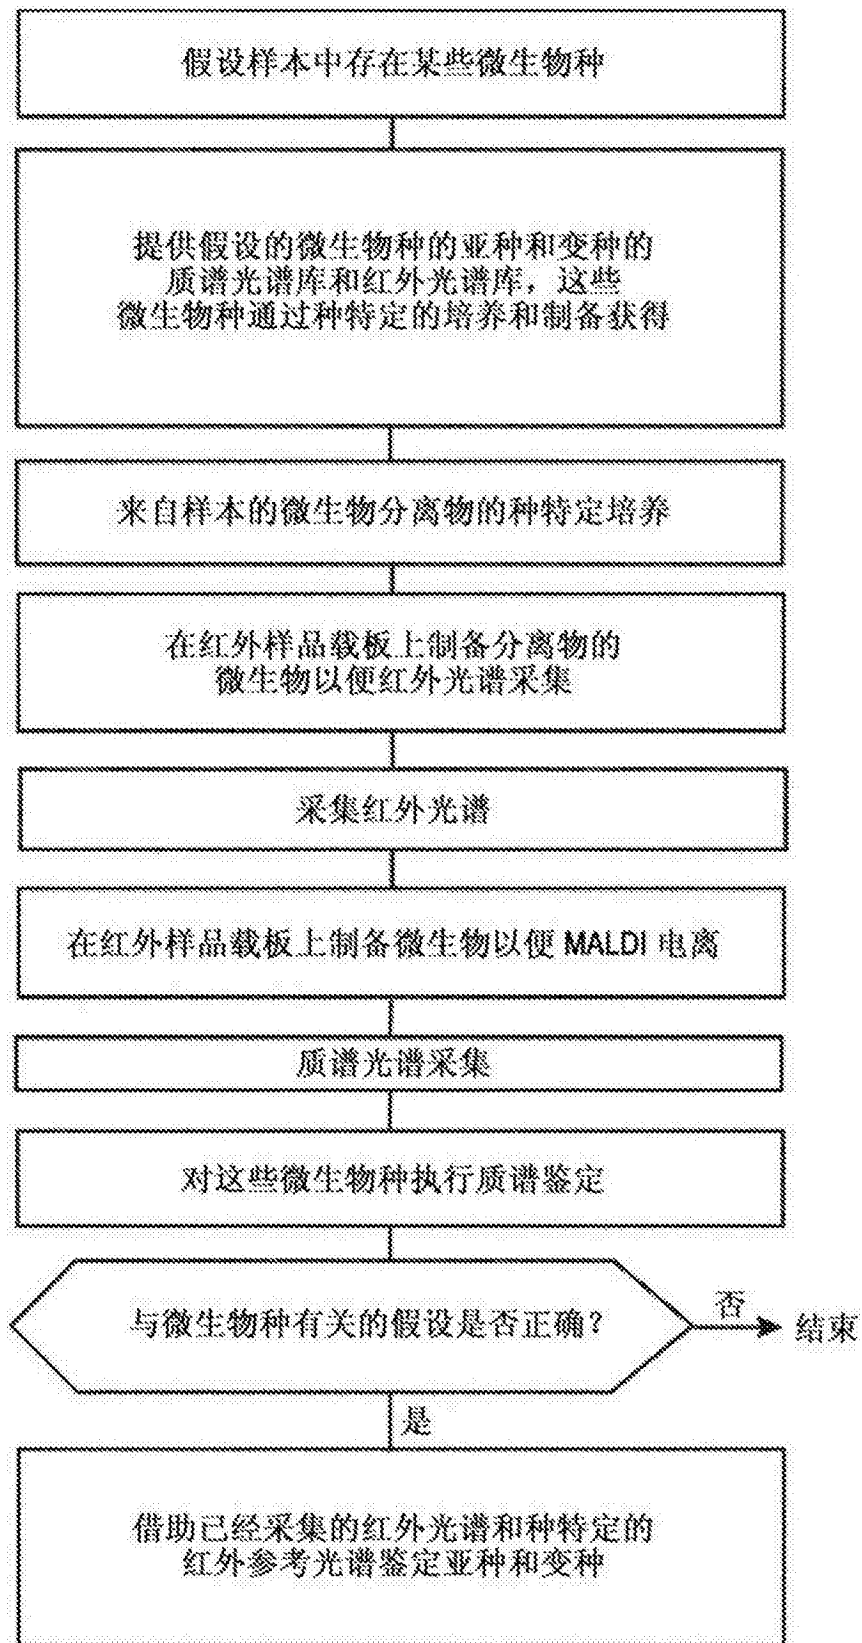 假设样本中存在某些微生物种
提供假设的微生物种的亚种和变种的
质谱光谱库和红外光谱库，这些
微生物种通过种特定的培养和制备获得
来自样本的微生物分离物的种特定培养
在红外样品载板上制备分离物的
微生物以便红外光谱采集
采集红外光谱
在红外样品载板上制备微生物以便 MALDI 电离
质谱光谱采集
对这些微生物种执行质谱鉴定
与微生物种有关的假设是否正确？
否
结束
是
借助已经采集的红外光谱和种特定的
红外参考光谱鉴定亚种和变种